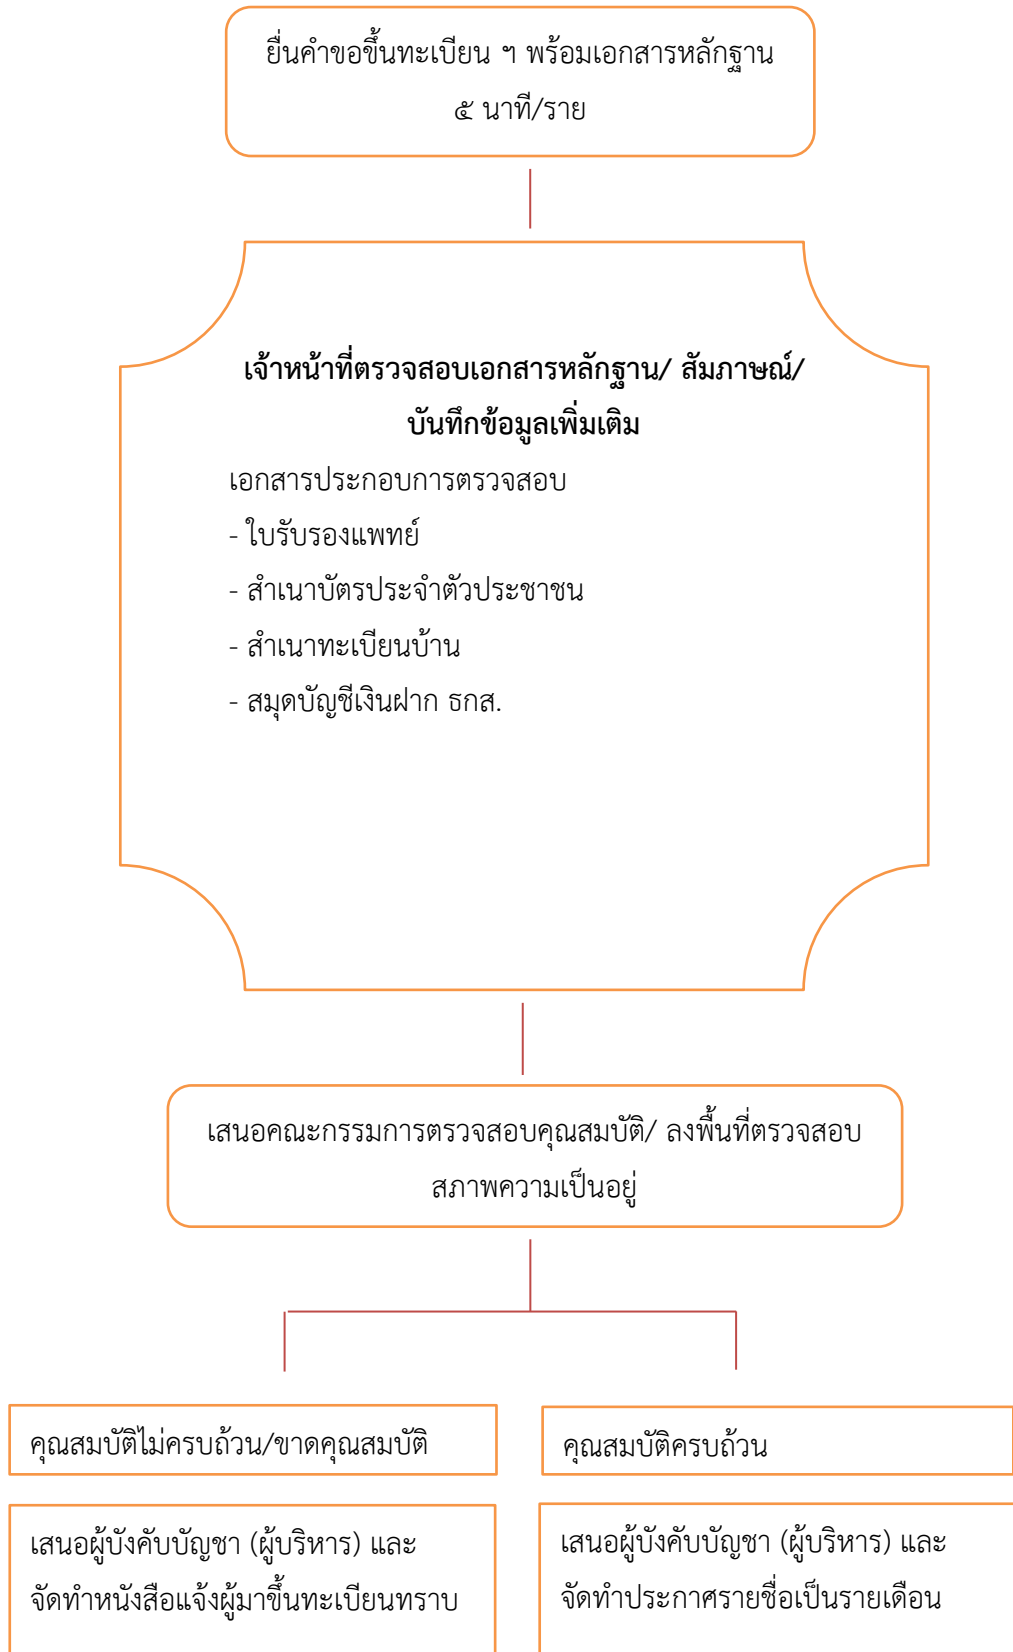 ยื่นคำขอขึ้นทะเบียน ฯ พร้อมเอกสารหลักฐาน
๕ นาที/ราย
เจ้าหน้าที่ตรวจสอบเอกสารหลักฐาน/ สัมภาษณ์/
บันทึกข้อมูลเพิ่มเติม
เอกสารประกอบการตรวจสอบ
- ใบรับรองแพทย์
- สำเนาบัตรประจำตัวประชาชน
- สำเนาทะเบียนบ้าน
- สมุดบัญชีเงินฝาก ธกส.
เสนอคณะกรรมการตรวจสอบคุณสมบัติ/ ลงพื้นที่ตรวจสอบ
สภาพความเป็นอยู่
คุณสมบัติไม่ครบถ้วน/ขาดคุณสมบัติ
คุณสมบัติครบถ้วน
เสนอผู้บังคับบัญชา (ผู้บริหาร) และ
จัดทำหนังสือแจ้งผู้มาขึ้นทะเบียนทราบ
เสนอผู้บังคับบัญชา (ผู้บริหาร) และ
จัดทำประกาศรายชื่อเป็นรายเดือน